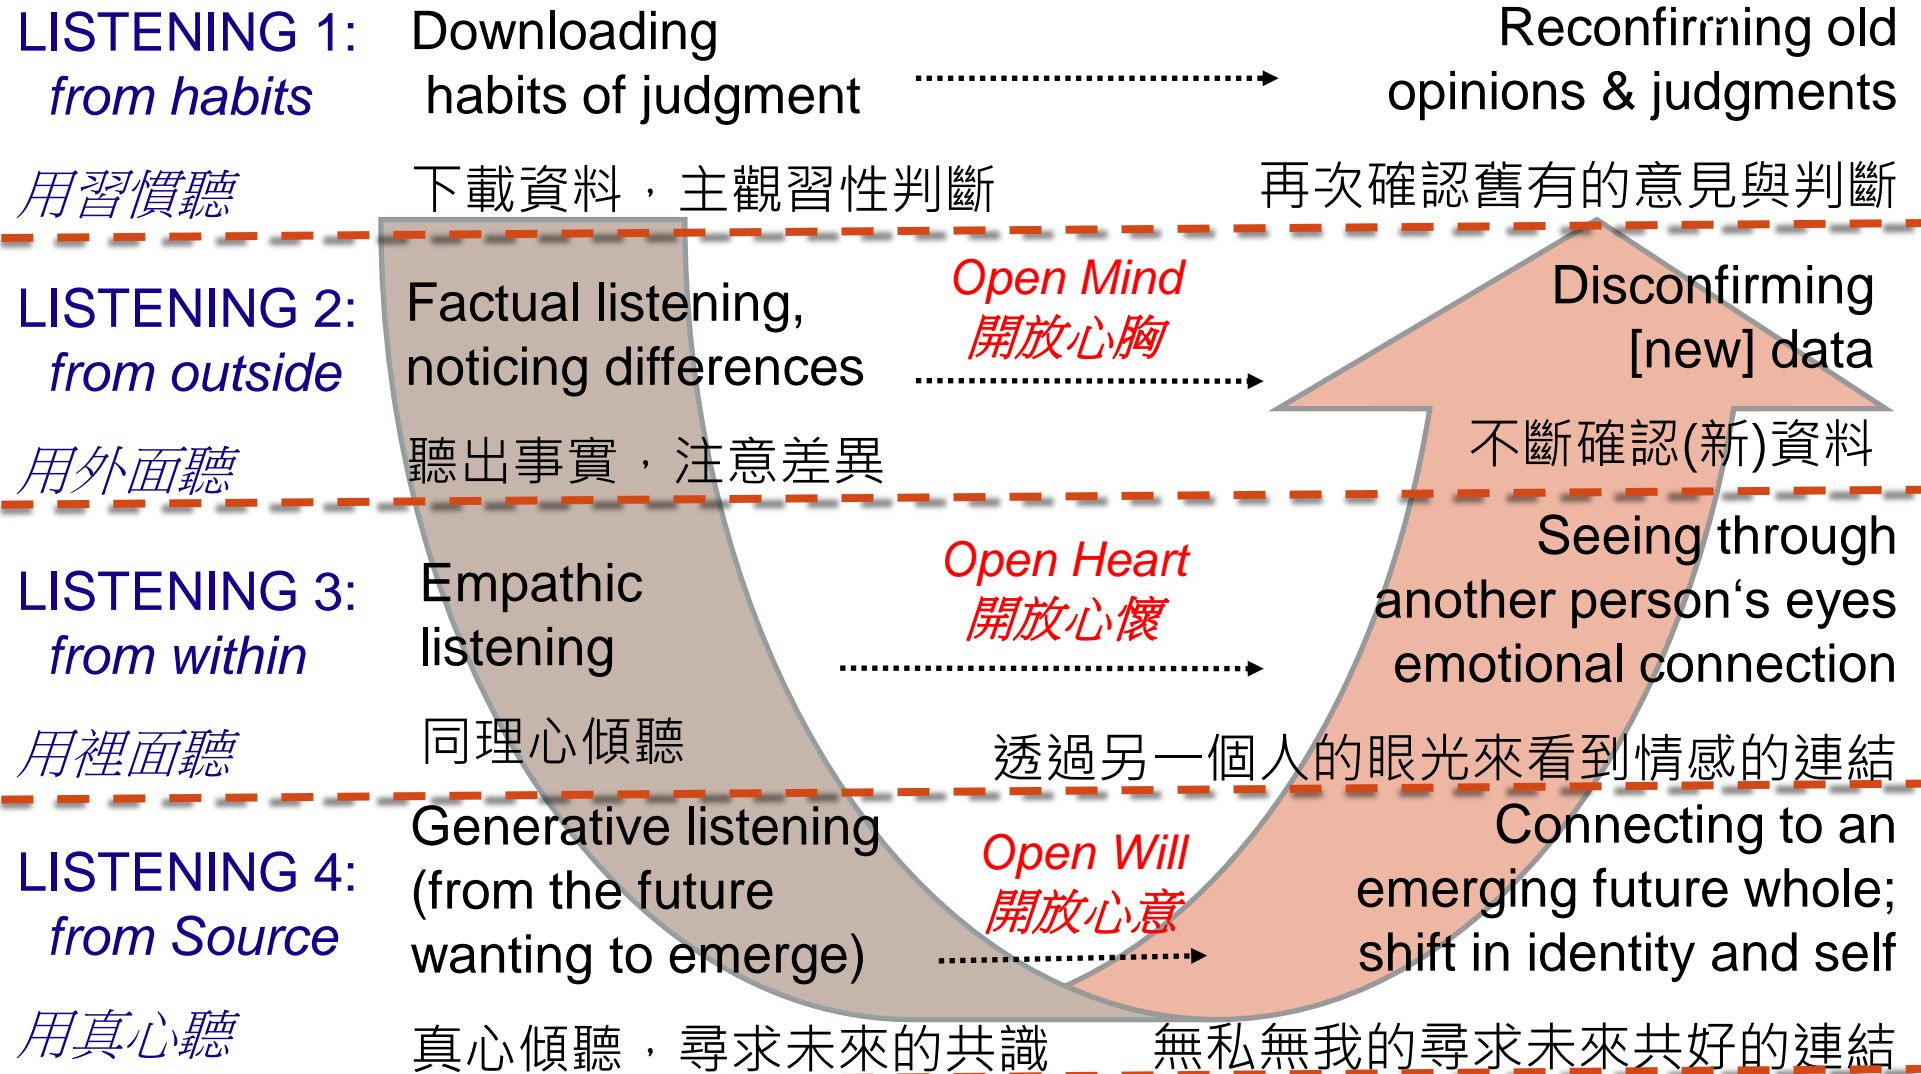 LISTENING 1:
from habits
用習慣聽
Downloading
habits of judgment
下載資料，主觀習性判斷
Reconfirming old
opinions & judgments
再次確認舊有的意見與判斷
LISTENING 2:
from outside
用外面聽
Factual listening,
noticing differences
聽出事實，注意差異
Open Mind
開放心胸
Disconfirming
[new] data
不斷確認(新)資料
LISTENING 3:
from within
用裡面聽
Empathic
listening
同理心傾聽
Open Heart
開放心懷
Seeing through
another person‘s eyes
emotional connection
透過另一個人的眼光來看到情感的連結
LISTENING 4:
from Source
用真心聽
Generative listening
(from the future
wanting to emerge)
真心傾聽，尋求未來的共識
Open Will
開放心意
Connecting to an
emerging future whole;
shift in identity and self
無私無我的尋求未來共好的連結